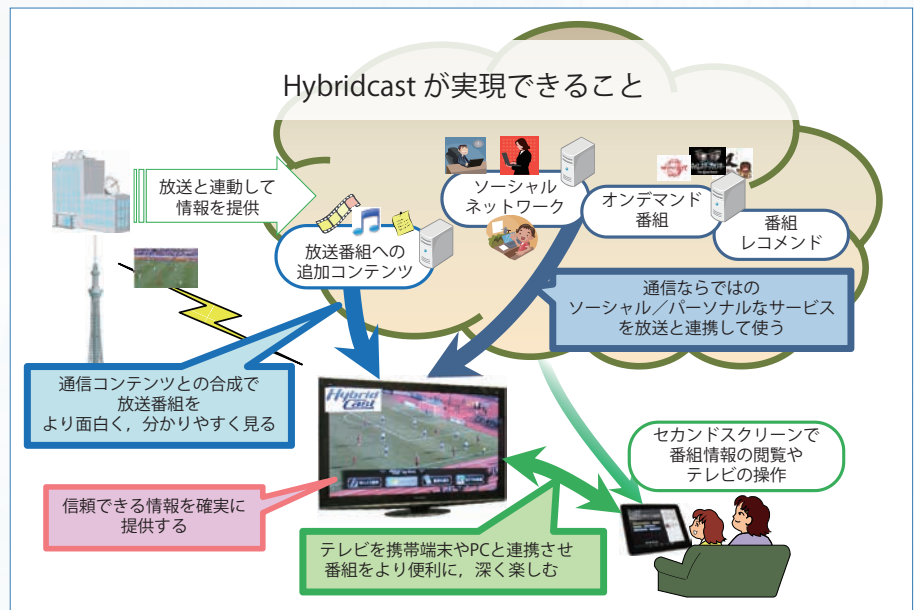 Hybridcast が実現できること
放送と連動して
情報を提供
ソーシャル
ネットワーク
オンデマンド
番組
番組
レコメンド
放送番組への
追加コンテンツ
通信ならではの
ソーシャル／パーソナルなサービス
を放送と連携して使う
通信コンテンツとの合成で
放送番組を
より面白く，分かりやすく見る
Hybrid
Cast
セカンドスクリーンで
番組情報の閲覧や
テレビの操作
信頼できる情報を確実に
提供する
テレビを携帯端末やPCと連携させ
番組をより便利に，深く楽しむ